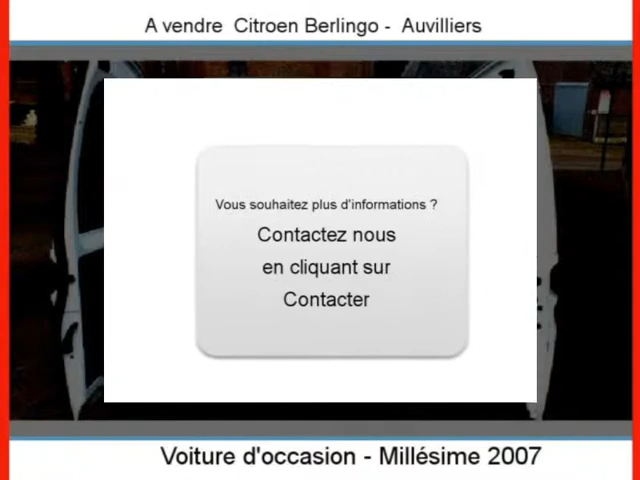 A vendre Citroen Berlingo - Auvilliers
Vous souhaitez plus d'informations ?
Contactez nous
en cliquant sur
Contacter
Voiture d'occasion - Millésime 2007